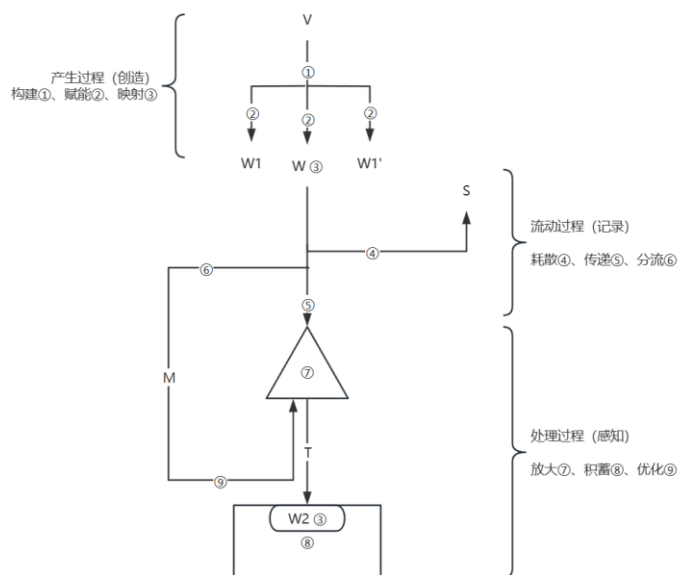 V
产生过程（创造）
构建①、赋能②、映射③
①
② ② ②
W1 W ③ W1'
S
流动过程（记录）
耗散④、传递⑤、分流⑥
④
⑥
⑤
⑦
M
处理过程（感知）
放大⑦、积蓄⑧、优化⑨
T
⑨
W2 ③
⑧